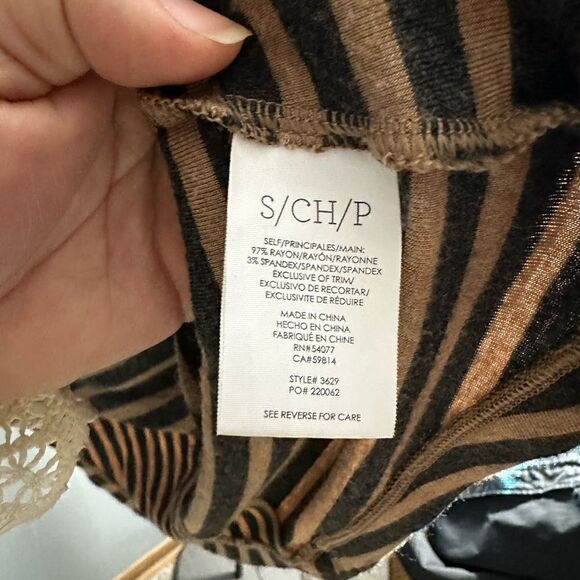 S/CH/P
SELF/PRINCIPALES/MAIN:
97% RAYON/RAYÓN/RAYONNE
3% SPANDEX/SPANDEX/SPANDEX
EXCLUSIVE OF TRIM/
EXCLUSIVO DE RECORTAR/
EXCLUSIVITE DE RÉDUIRE
MADE IN CHINA
HECHO EN CHINA
FABRIQUÉ EN CHINE
RN#54077
CA#59814
STYLE# 3629
PO# 220062
SEE REVERSE FOR CARE